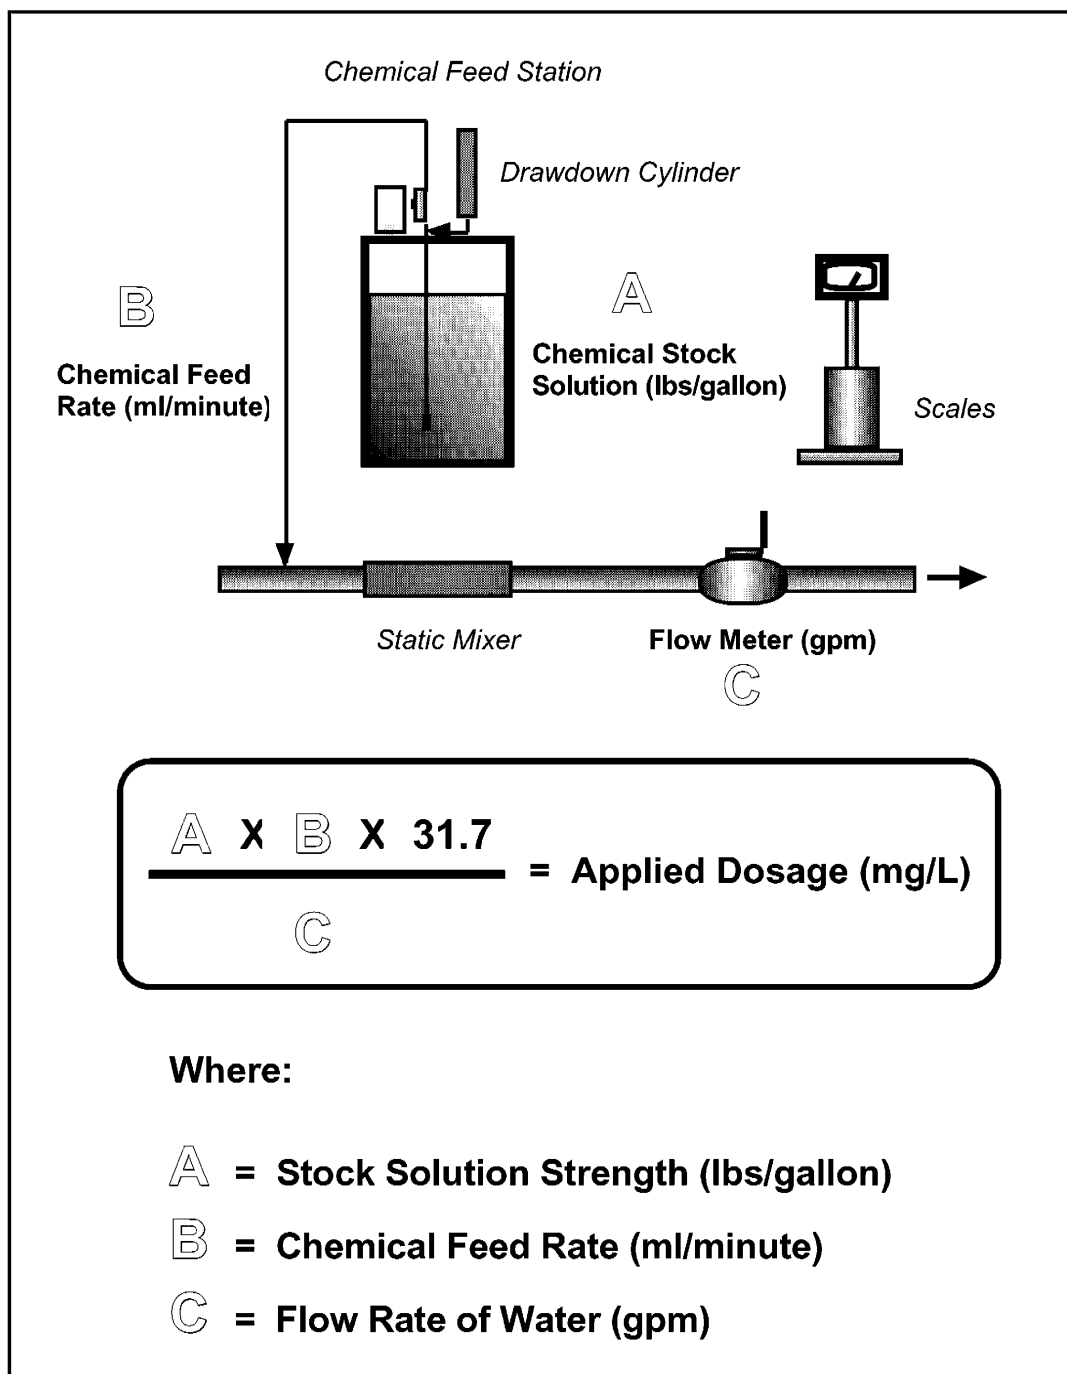 Chemical Feed Station
Drawdown Cylinder
B
Chemical Feed
Rate (ml/minute)
A
Chemical Stock
Solution (lbs/gallon)
Scales
Static Mixer
Flow Meter (gpm)
C
A X B X 31.7
C
= Applied Dosage (mg/L)
Where:
A = Stock Solution Strength (lbs/gallon)
B = Chemical Feed Rate (ml/minute)
C = Flow Rate of Water (gpm)